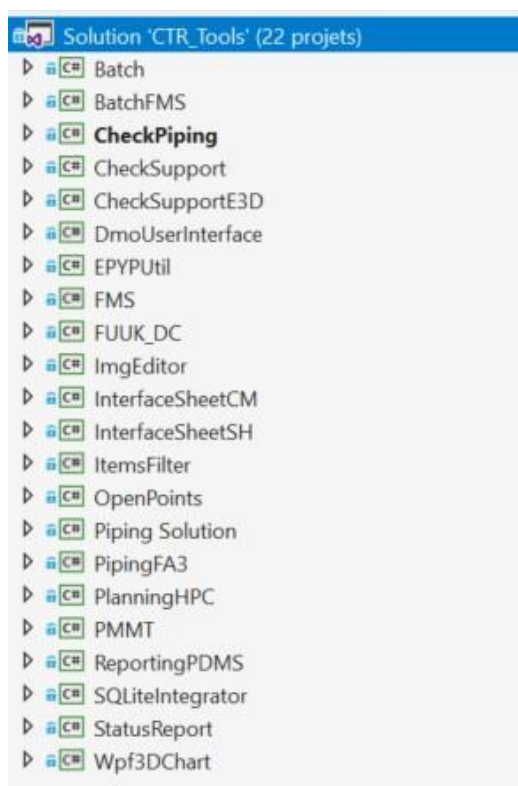 Solution 'CTR_Tools' (22 projets)
C# Batch
C# BatchFMS
C# CheckPiping
C# CheckSupport
C# CheckSupportE3D
C# DmoUserInterface
C# EPYPUtil
C# FMS
C# FUUK_DC
C# ImgEditor
C# InterfaceSheetCM
C# InterfaceSheetSH
C# ItemsFilter
C# OpenPoints
C# Piping Solution
C# PipingFA3
C# PlanningHPC
C# PMMT
C# ReportingPDMS
C# SQLiteIntegrator
C# StatusReport
C# Wpf3DChart